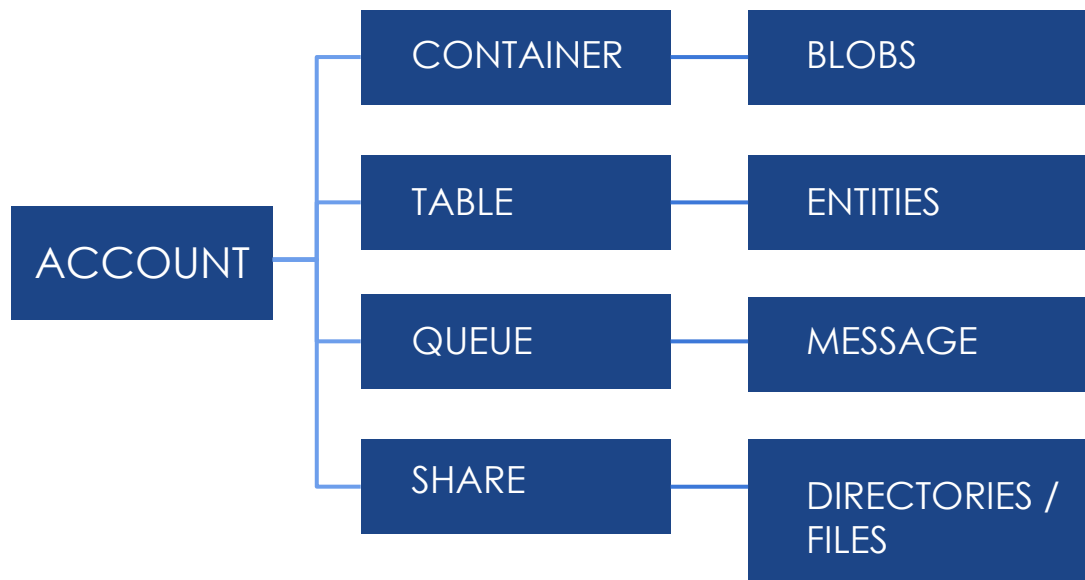 CONTAINER
BLOBS
TABLE
ENTITIES
ACCOUNT
QUEUE
MESSAGE
SHARE
DIRECTORIES /
FILES